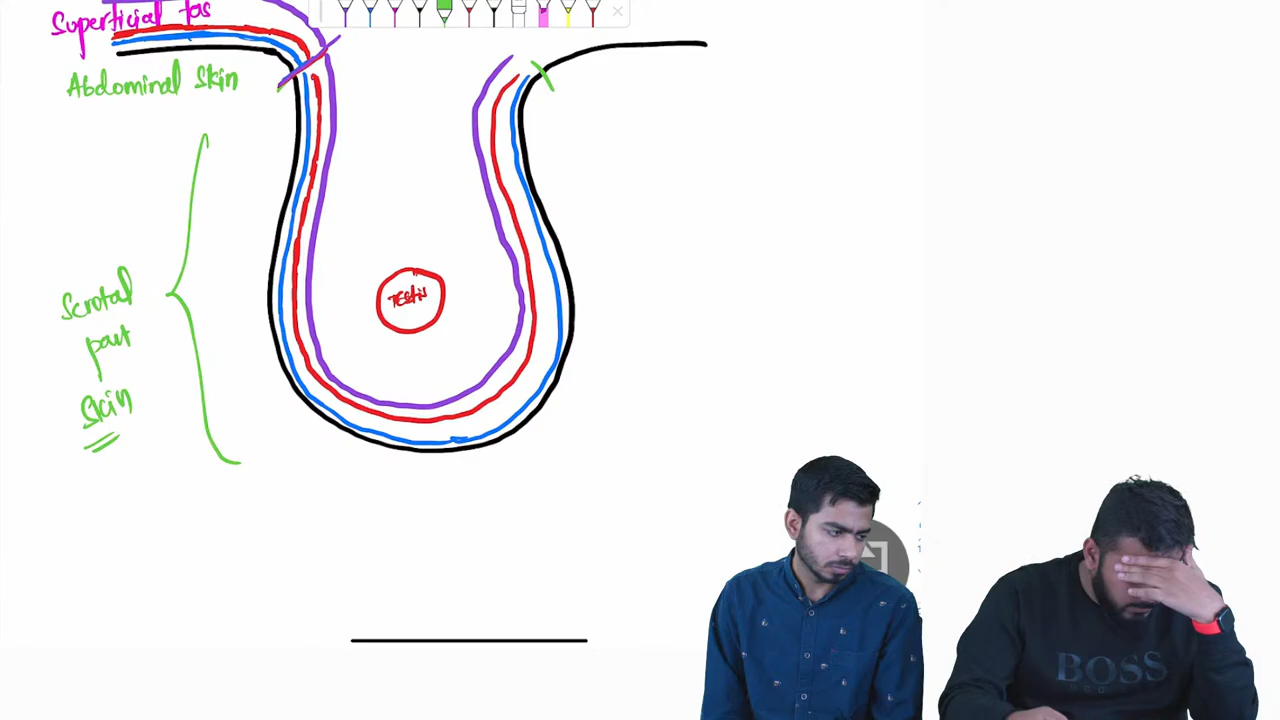 Superficial fas
Abdominal Skin
Scrotal
part
Skin
TEStis
BOSS